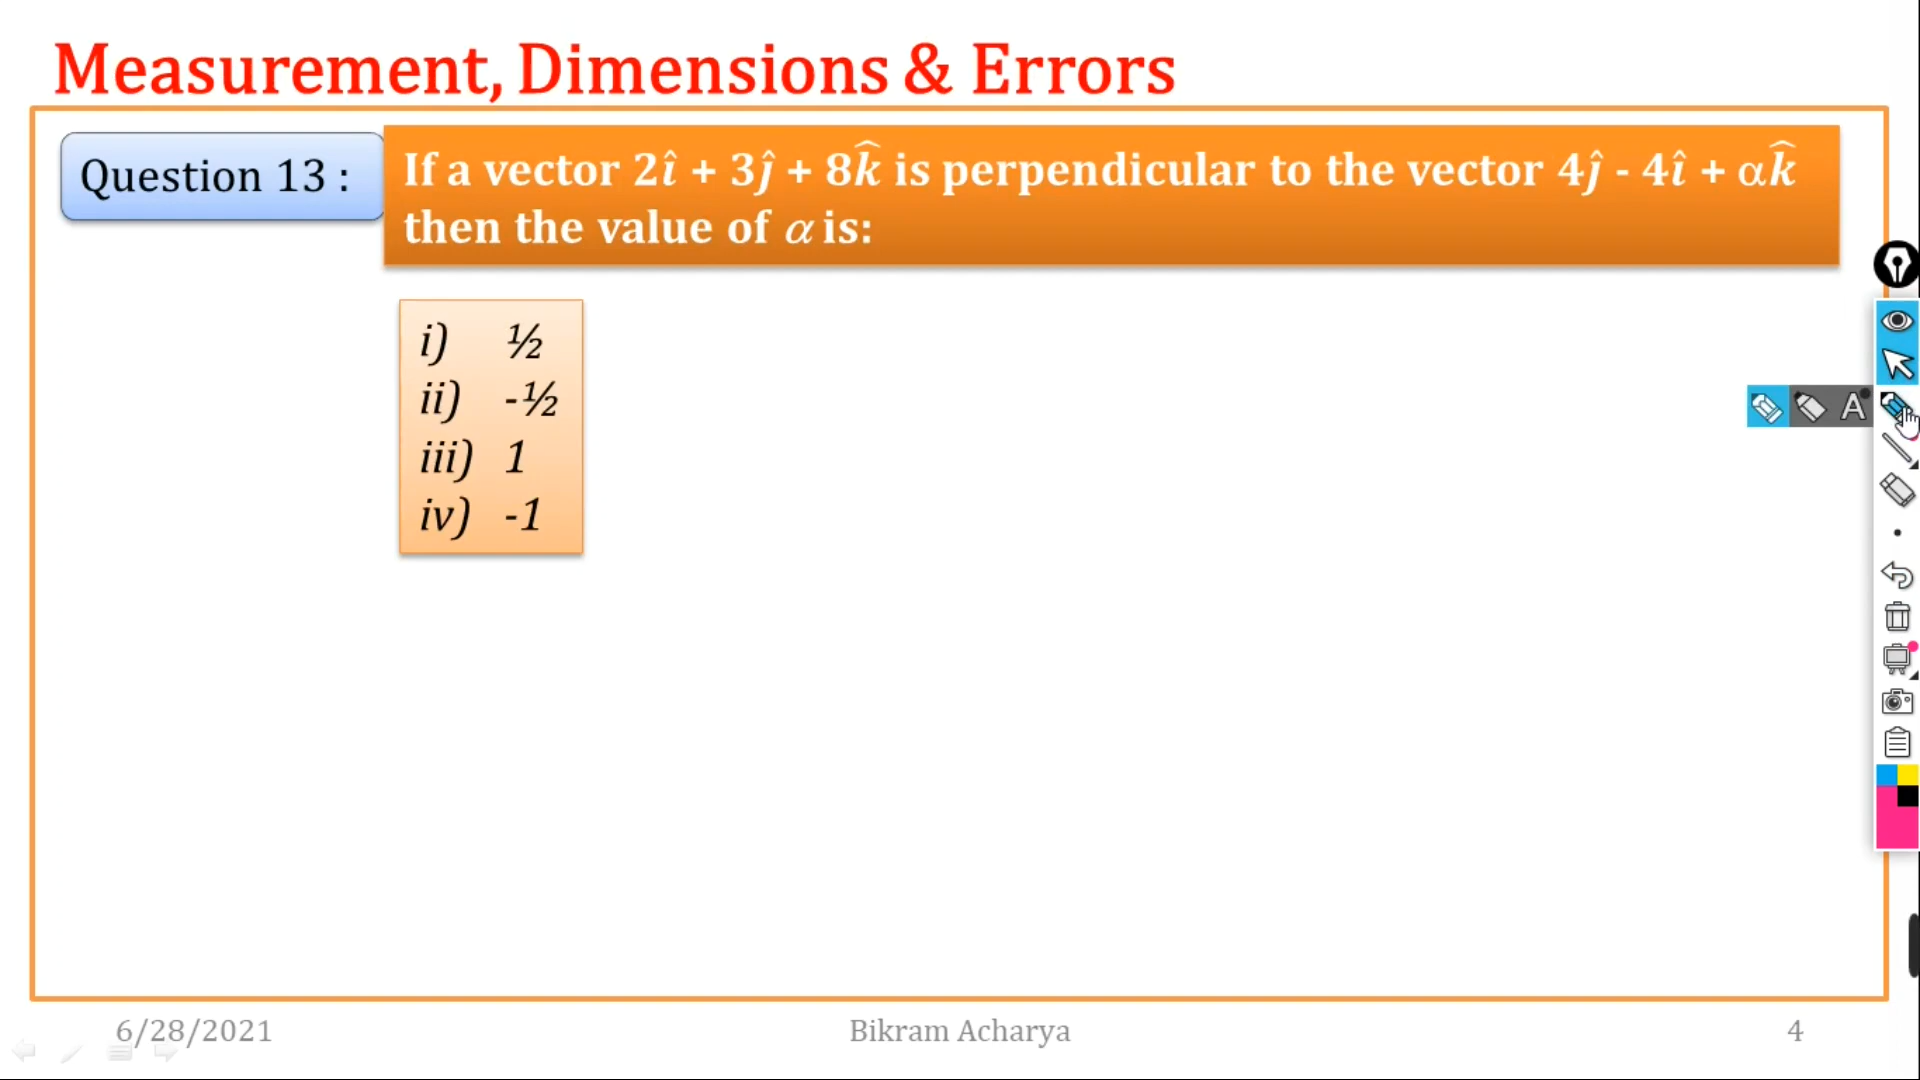 Measurement, Dimensions & Errors
Question 13 :
If a vector 2î + 3ĵ + 8k̂ is perpendicular to the vector 4ĵ - 4î + αk̂
then the value of α is:
i) ½
ii) -½
iii) 1
iv) -1
A
6/28/2021
Bikram Acharya
4